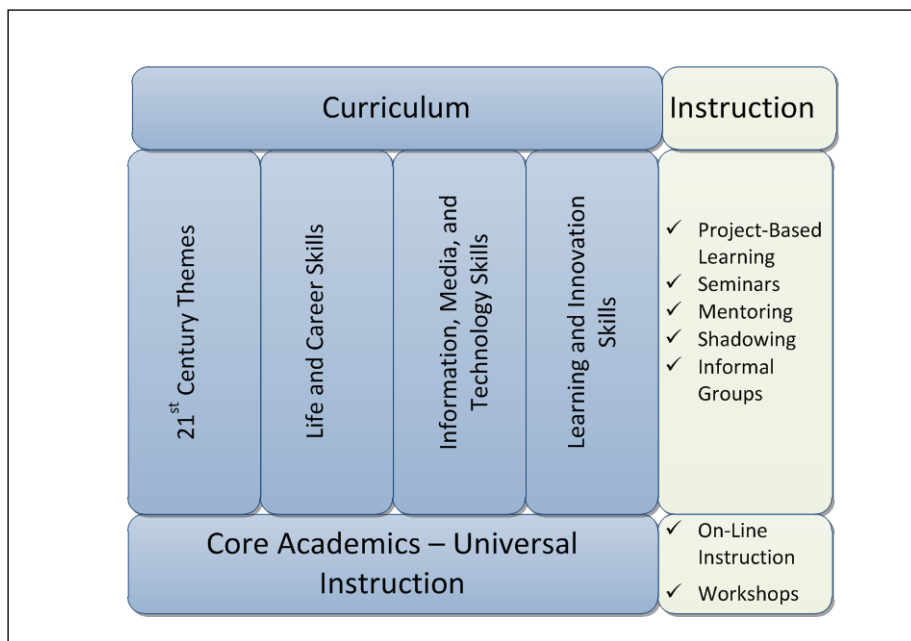 Curriculum
Instruction
21st Century Themes
Life and Career Skills
Information, Media, and
Technology Skills
Learning and Innovation
Skills
✓ Project-Based
Learning
✓ Seminars
✓ Mentoring
✓ Shadowing
✓ Informal
Groups
Core Academics – Universal
Instruction
✓ On-Line
Instruction
✓ Workshops